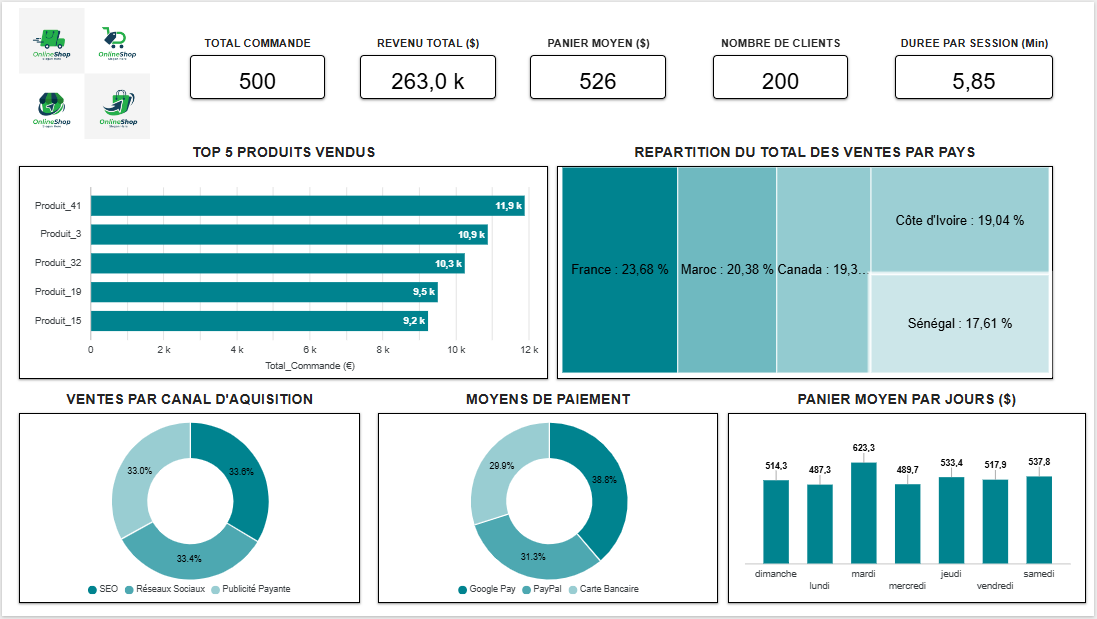 OnlineShop
OnlineShop
OnlineShop
OnlineShop
TOTAL COMMANDE
500
REVENU TOTAL ($)
263,0 k
PANIER MOYEN ($)
526
NOMBRE DE CLIENTS
200
DUREE PAR SESSION (Min)
5,85
TOP 5 PRODUITS VENDUS
Produit_41
11,9 k
Produit_3
10,9 k
Produit_32
10,3 k
Produit_19
9,5 k
Produit_15
9,2 k
0 2 k 4 k 6 k 8 k 10 k 12 k
Total_Commande (€)
REPARTITION DU TOTAL DES VENTES PAR PAYS
France : 23,68 %
Maroc : 20,38 %
Canada : 19,3...
Côte d'Ivoire : 19,04 %
Sénégal : 17,61 %
VENTES PAR CANAL D'AQUISITION
33.0%
33.6%
33.4%
SEO Réseaux Sociaux Publicité Payante
MOYENS DE PAIEMENT
29.9%
38.8%
31.3%
Google Pay PayPal Carte Bancaire
PANIER MOYEN PAR JOURS ($)
514,3 487,3 623,3 489,7 533,4 517,9 537,8
dimanche lundi mardi mercredi jeudi vendredi samedi